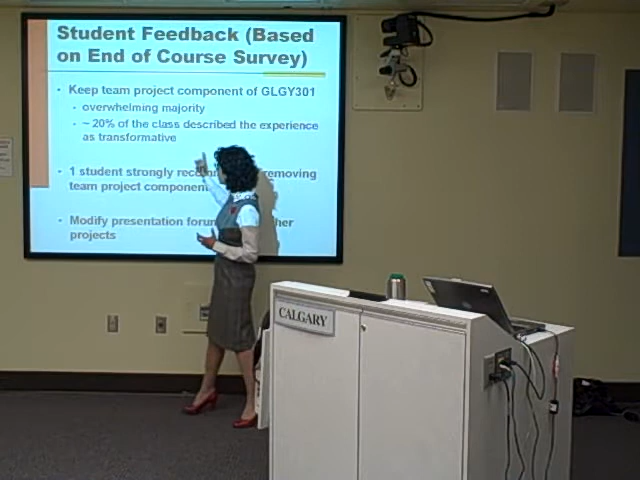 Student Feedback (Based
on End of Course Survey)
Keep team project component of GLGY301
overwhelming majority
~ 20% of the class described the experience
as transformative
1 student strongly removing
team project component
Modify presentation
projects
CALGARY